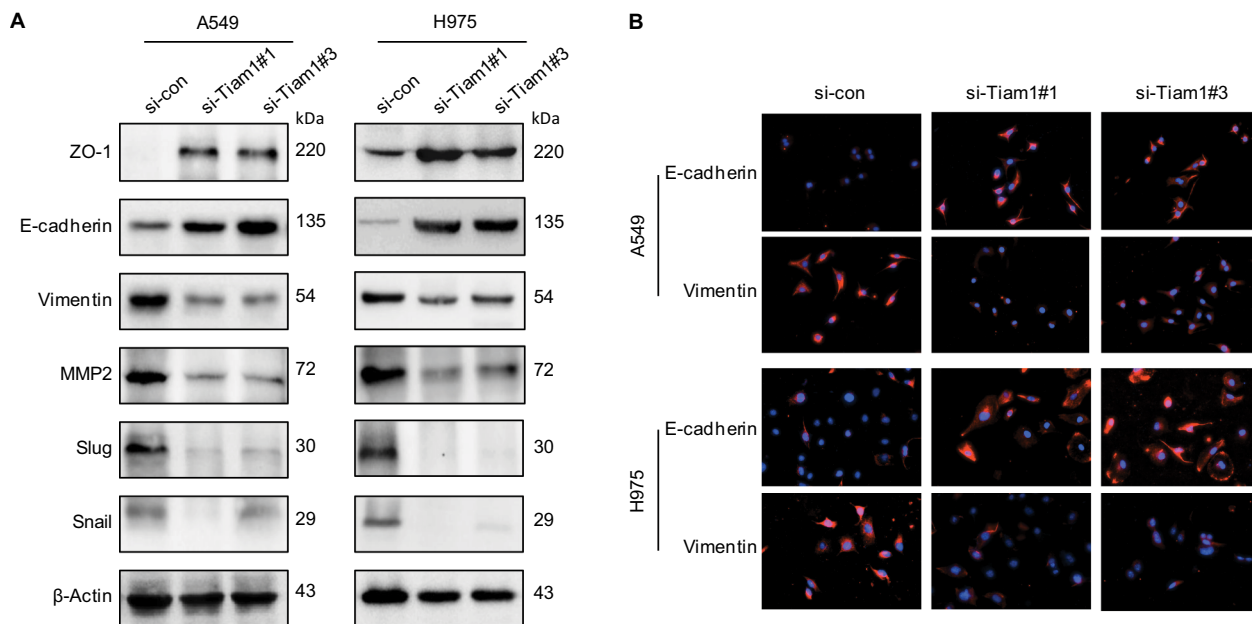 A
A549
H975
si-con
si-Tiam1#1
si-Tiam1#3
si-con
si-Tiam1#1
si-Tiam1#3
kDa
kDa
ZO-1
220
220
E-cadherin
135
135
Vimentin
54
54
MMP2
72
72
Slug
30
30
Snail
29
29
β-Actin
43
43
B
si-con
si-Tiam1#1
si-Tiam1#3
A549
E-cadherin
Vimentin
H975
E-cadherin
Vimentin